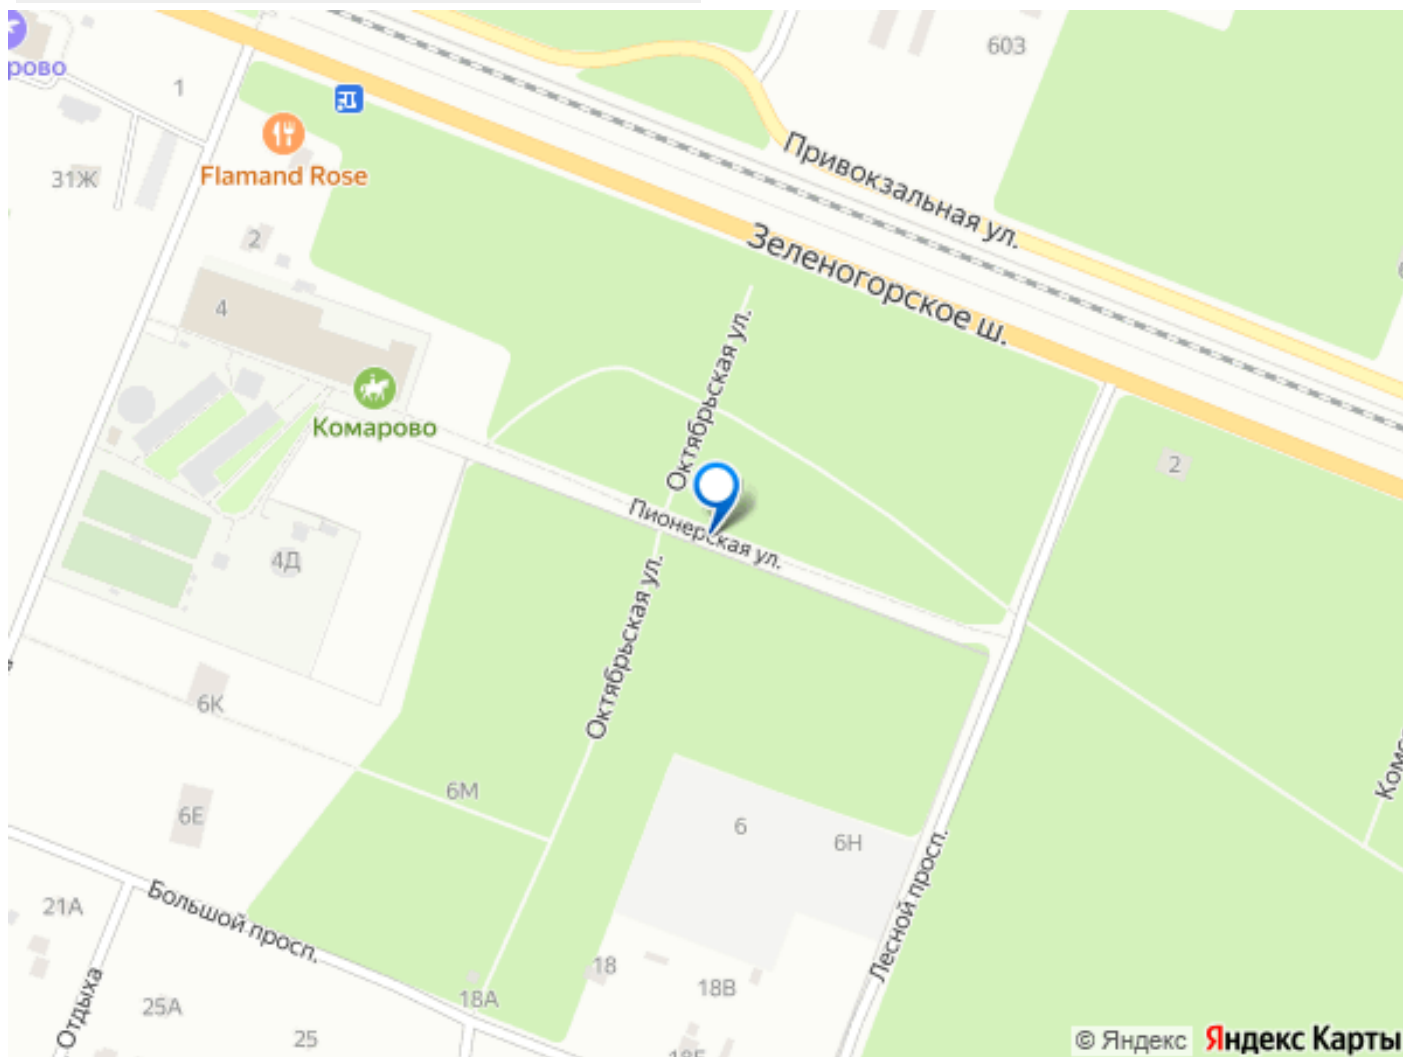 рово
1
603
Flamand Rose
31Ж
Привокзальная ул.
2
Зеленогорское ш.
4
Октябрьская ул.
Комарово
2
Пионерская ул.
4Д
Октябрьская ул.
6К
6М
6Е
6
6Н
Большой просп.
21А
Лесной просп.
Отдыха
25А
18
18А
18В
25
© Яндекс
Яндекс Карты